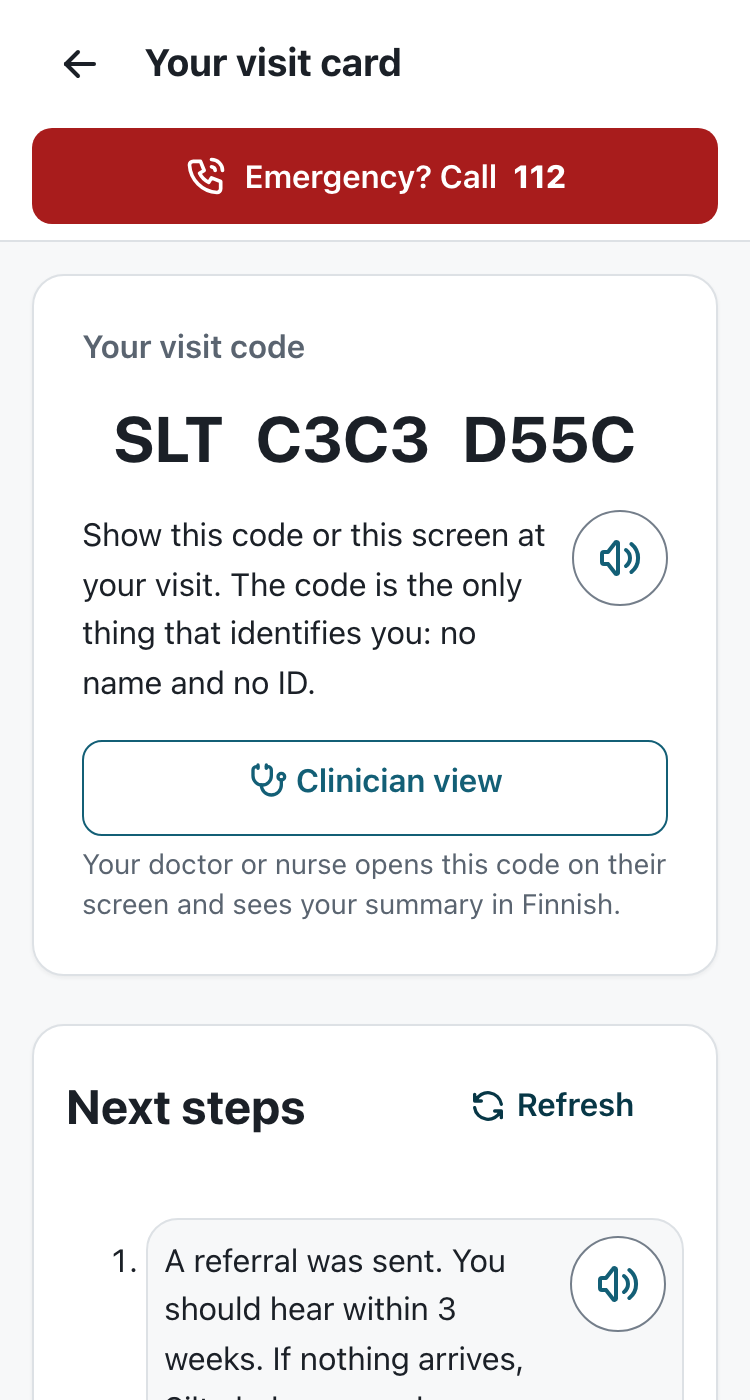 Your visit card
Emergency? Call 112
Your visit code
SLT C3C3 D55C
Show this code or this screen at
your visit. The code is the only
thing that identifies you: no
name and no ID.
Clinician view
Your doctor or nurse opens this code on their
screen and sees your summary in Finnish.
Next steps
Refresh
1. A referral was sent. You
should hear within 3
weeks. If nothing arrives,